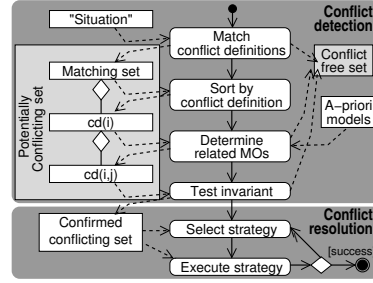 Conflict
detection
"Situation"
Match
conflict definitions
Conflict
free set
Potentially
Conflicting set
Matching set
Sort by
conflict definition
cd(i)
A-priori
models
Determine
related MOs
cd(i,j)
Test invariant
Conflict
resolution
Confirmed
conflicting set
Select strategy
[success
Execute strategy